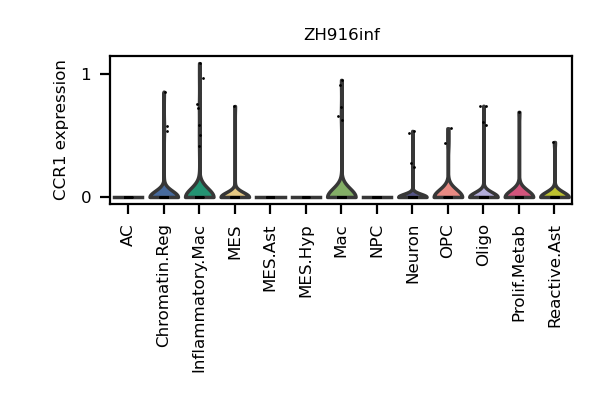 ZH916inf
CCR1 expression
1
0
AC
Chromatin.Reg
Inflammatory.Mac
MES
MES.Ast
MES.Hyp
Mac
NPC
Neuron
OPC
Oligo
Prolif.Metab
Reactive.Ast